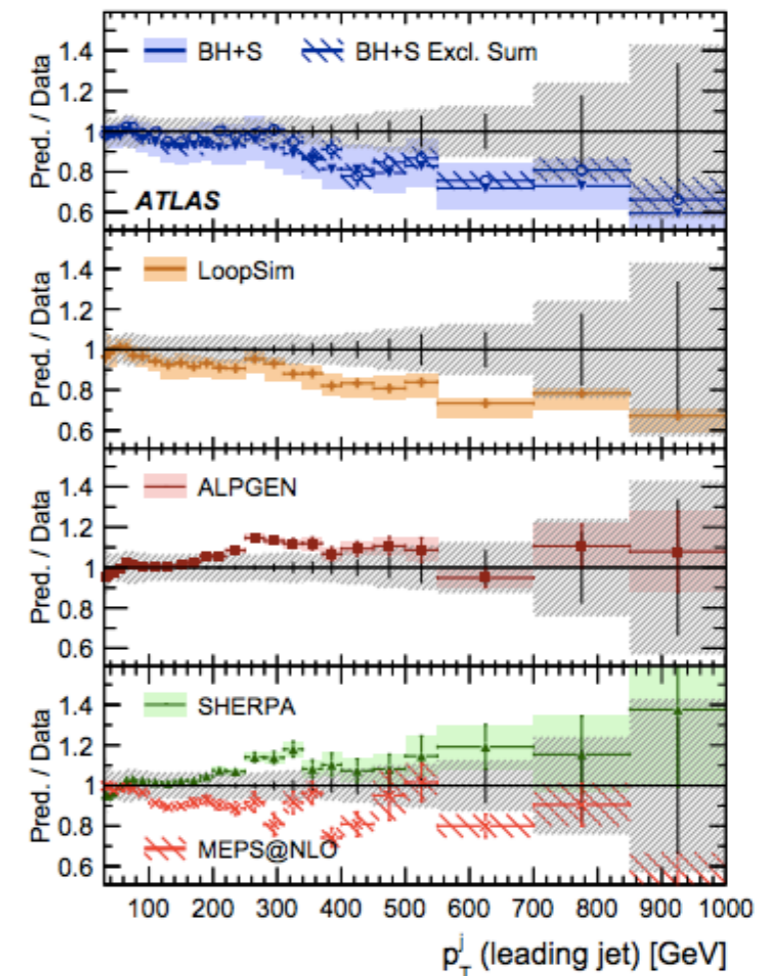 1.4
BH+S BH+S Excl. Sum
1.2
1
0.8
0.6
Pred. / Data
ATLAS
1.4
LoopSim
1.2
1
0.8
0.6
Pred. / Data
1.4
ALPGEN
1.2
1
0.8
0.6
Pred. / Data
1.4
SHERPA
1.2
1
0.8
0.6
Pred. / Data
MEPS@NLO
100 200 300 400 500 600 700 800 900 1000
p_T^j (leading jet) [GeV]